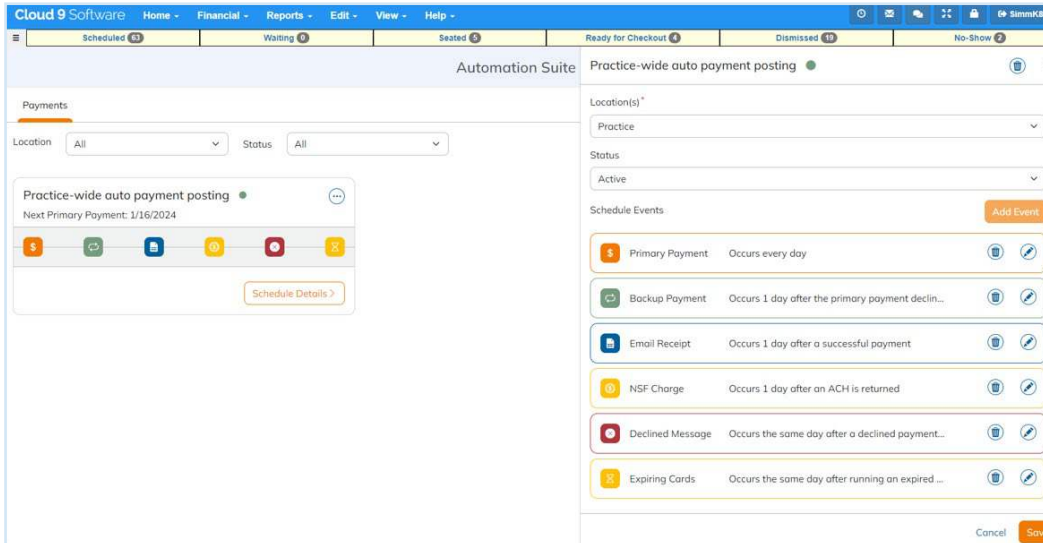 Cloud 9 Software Home Financial Reports Edit View Help SimmK8
Scheduled 63 Waiting 0 Seated 5 Ready for Checkout 4 Dismissed 19 No-Show 2
Automation Suite
Payments
Location All Status All
Practice-wide auto payment posting
Next Primary Payment: 1/16/2024
Schedule Details >
Practice-wide auto payment posting
Location(s)*
Practice
Status
Active
Schedule Events Add Event
Primary Payment Occurs every day
Backup Payment Occurs 1 day after the primary payment declin...
Email Receipt Occurs 1 day after a successful payment
NSF Charge Occurs 1 day after an ACH is returned
Declined Message Occurs the same day after a declined payment...
Expiring Cards Occurs the same day after running an expired ...
Cancel Sav